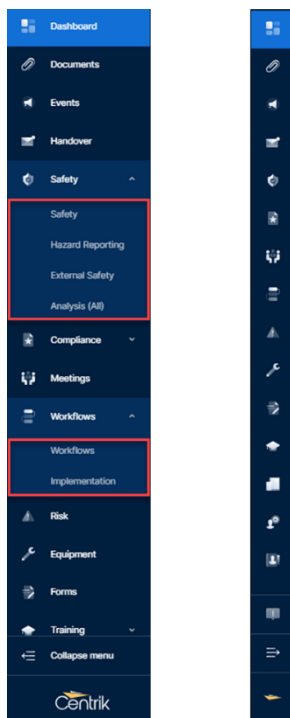 Dashboard
Documents
Events
Handover
Safety
Safety
Hazard Reporting
External Safety
Analysis (All)
Compliance
Meetings
Workflows
Workflows
Implementation
Risk
Equipment
Forms
Training
Collapse menu
Centrik